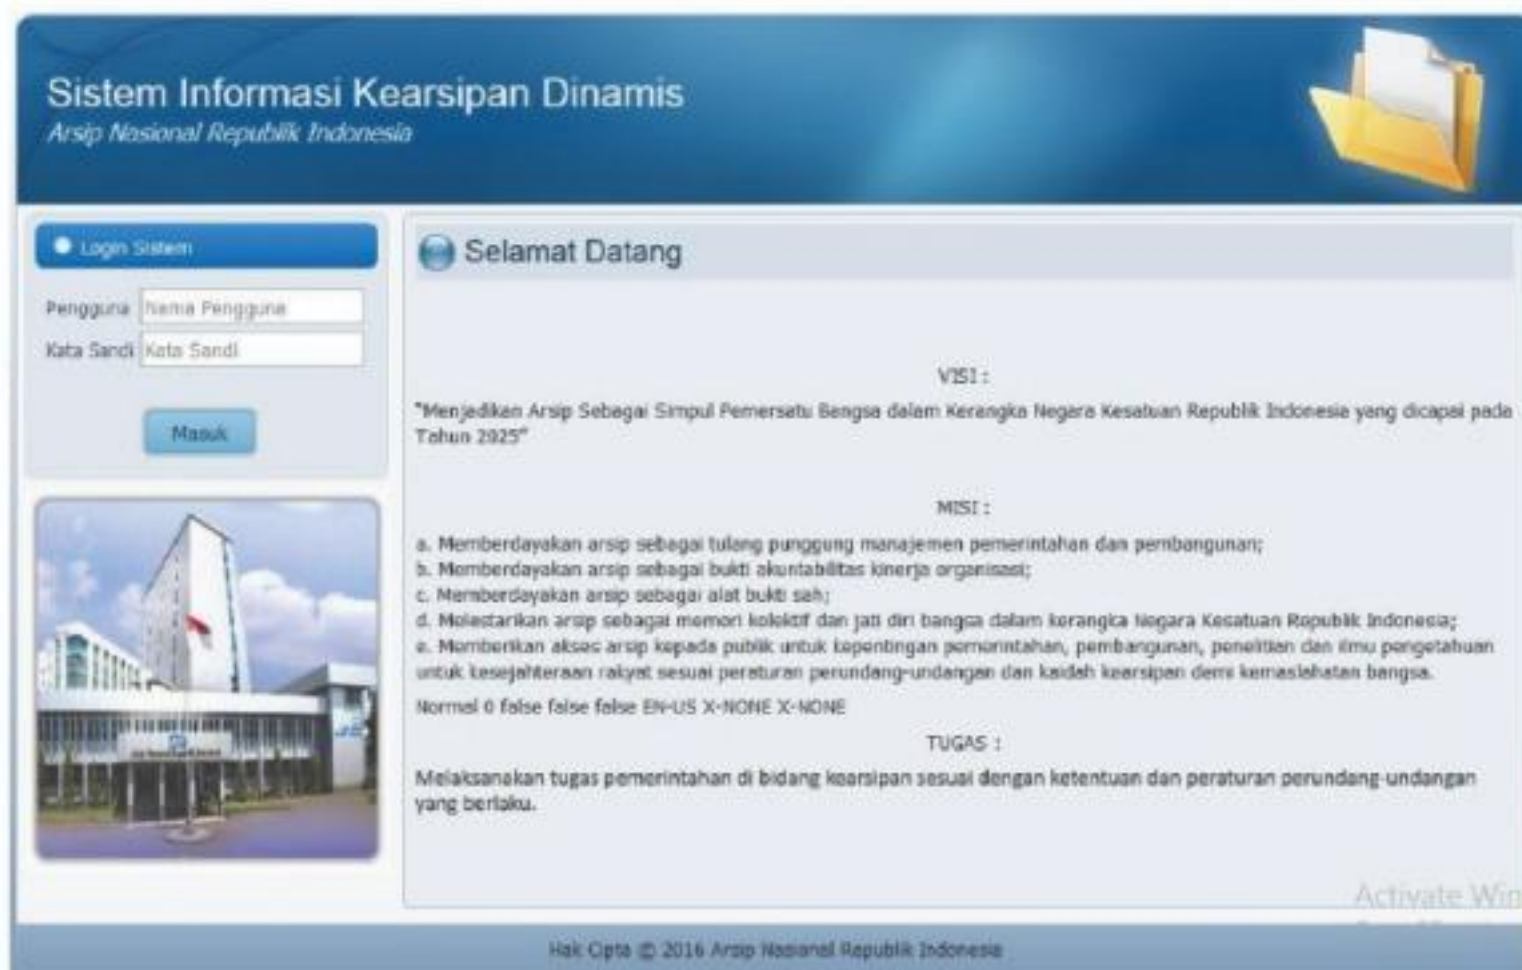 Sistem Informasi Kearsipan Dinamis
Arsip Nasional Republik Indonesia
Login Sistem
Pengguna Nama Pengguna
Kata Sandi Kata Sandi
Masuk
Selamat Datang
VISI :
"Menjadikan Arsip Sebagai Simpul Pemersatu Bangsa dalam Kerangka Negara Kesatuan Republik Indonesia yang dicapai pada
Tahun 2025"
MISI :
a. Memberdayakan arsip sebagai tulang punggung manajemen pemerintahan dan pembangunan;
b. Memberdayakan arsip sebagai bukti akuntabilitas kinerja organisasi;
c. Memberdayakan arsip sebagai alat bukti sah;
d. Melestarikan arsip sebagai memori kolektif dan jati diri bangsa dalam kerangka Negara Kesatuan Republik Indonesia;
e. Memberikan akses arsip kepada publik untuk kepentingan pemerintahan, pembangunan, penelitian dan ilmu pengetahuan
untuk kesejahteraan rakyat sesuai peraturan perundang-undangan dan kaidah kearsipan demi kemaslahatan bangsa.
Normal 0 false false false EN-US X-NONE X-NONE
TUGAS :
Melaksanakan tugas pemerintahan di bidang kearsipan sesuai dengan ketentuan dan peraturan perundang-undangan
yang berlaku.
Activate Win
Hak Cipta © 2016 Arsip Nasional Republik Indonesia